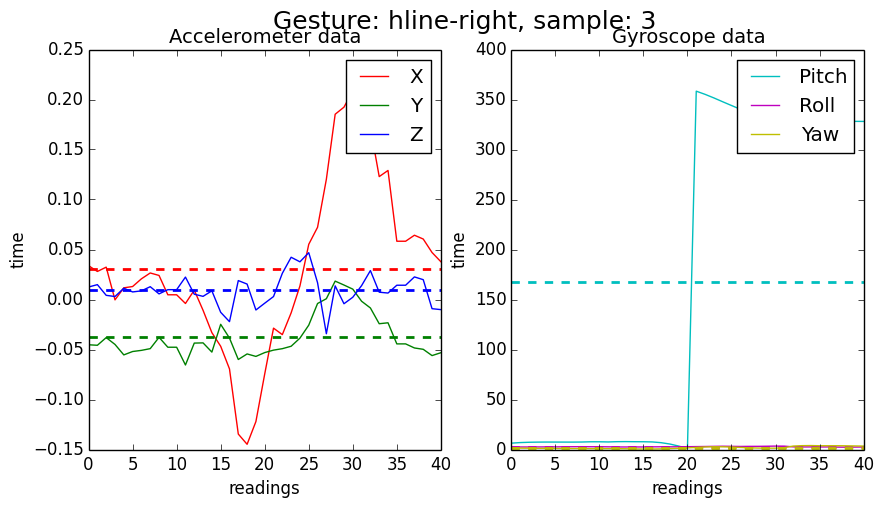 Gesture: hline-right, sample: 3
Accelerometer data
0.25
0.20
0.15
0.10
0.05
0.00
−0.05
−0.10
−0.15
0 5 10 15 20 25 30 35 40
time
readings
X
Y
Z
Gyroscope data
400
350
300
250
200
150
100
50
0
0 5 10 15 20 25 30 35 40
time
readings
Pitch
Roll
Yaw